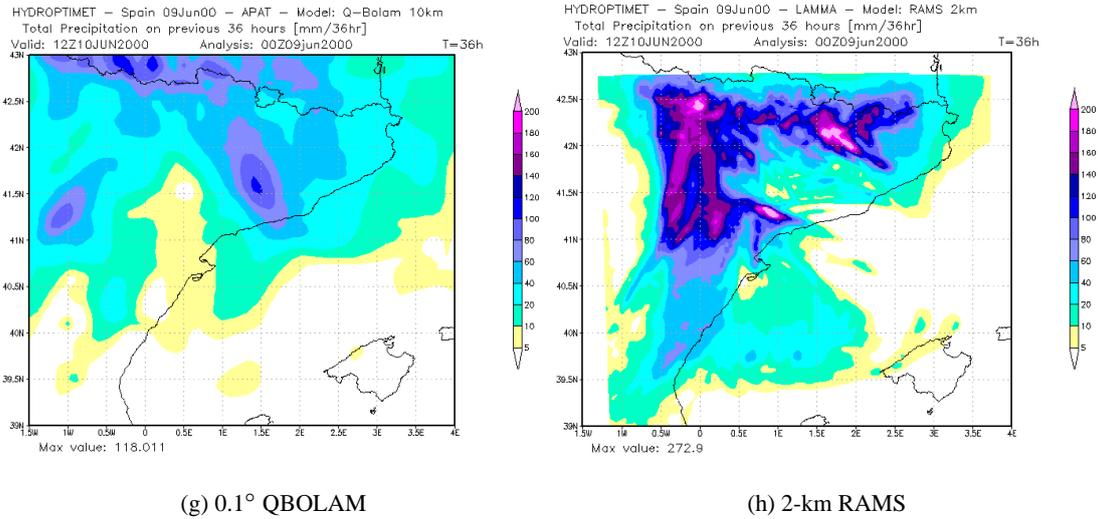 HYDROPTIMET – Spain 09Jun00 – APAT – Model: Q-Bolam 10km
Total Precipitation on previous 36 hours [mm/36hr]
Valid: 12Z10JUN2000 Analysis: 00Z09jun2000 T=36h
43N
42.5N
42N
41.5N
41N
40.5N
40N
39.5N
39N
1.5W 1W 0.5W 0 0.5E 1E 1.5E 2E 2.5E 3E 3.5E 4E
200
180
160
140
120
100
80
60
40
20
10
5
Max value: 118.011
(g) 0.1° QBOLAM
HYDROPTIMET – Spain 09Jun00 – LAMMA – Model: RAMS 2km
Total Precipitation on previous 36 hours [mm/36hr]
Valid: 12Z10JUN2000 Analysis: 00Z09jun2000 T=36h
43N
42.5N
42N
41.5N
41N
40.5N
40N
39.5N
39N
1.5W 1W 0.5W 0 0.5E 1E 1.5E 2E 2.5E 3E 3.5E 4E
200
180
160
140
120
100
80
60
40
20
10
5
Max value: 272.9
(h) 2-km RAMS